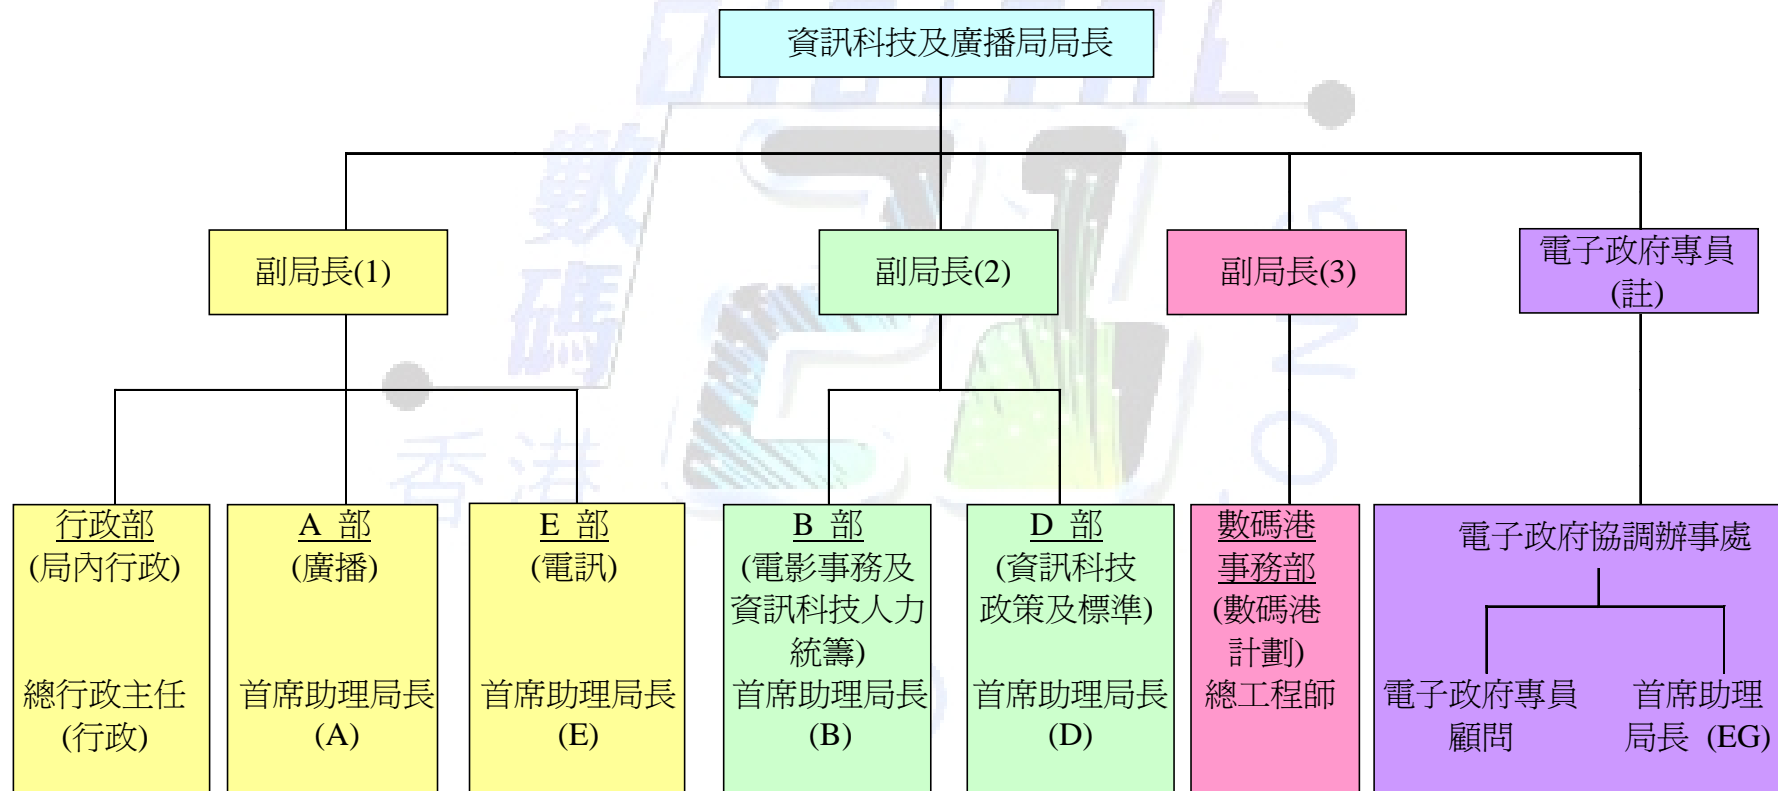 資訊科技及廣播局局長
DIGITAL
數
碼
21
香港
副局長(1)
副局長(2)
副局長(3)
電子政府專員
(註)
行政部
(局內行政)
總行政主任
(行政)
A 部
(廣播)
首席助理局長
(A)
E 部
(電訊)
首席助理局長
(E)
B 部
(電影事務及
資訊科技人力
統籌)
首席助理局長
(B)
D 部
(資訊科技
政策及標準)
首席助理局長
(D)
數碼港
事務部
(數碼港
計劃)
總工程師
電子政府協調辦事處
電子政府專員
顧問
首席助理
局長 (EG)